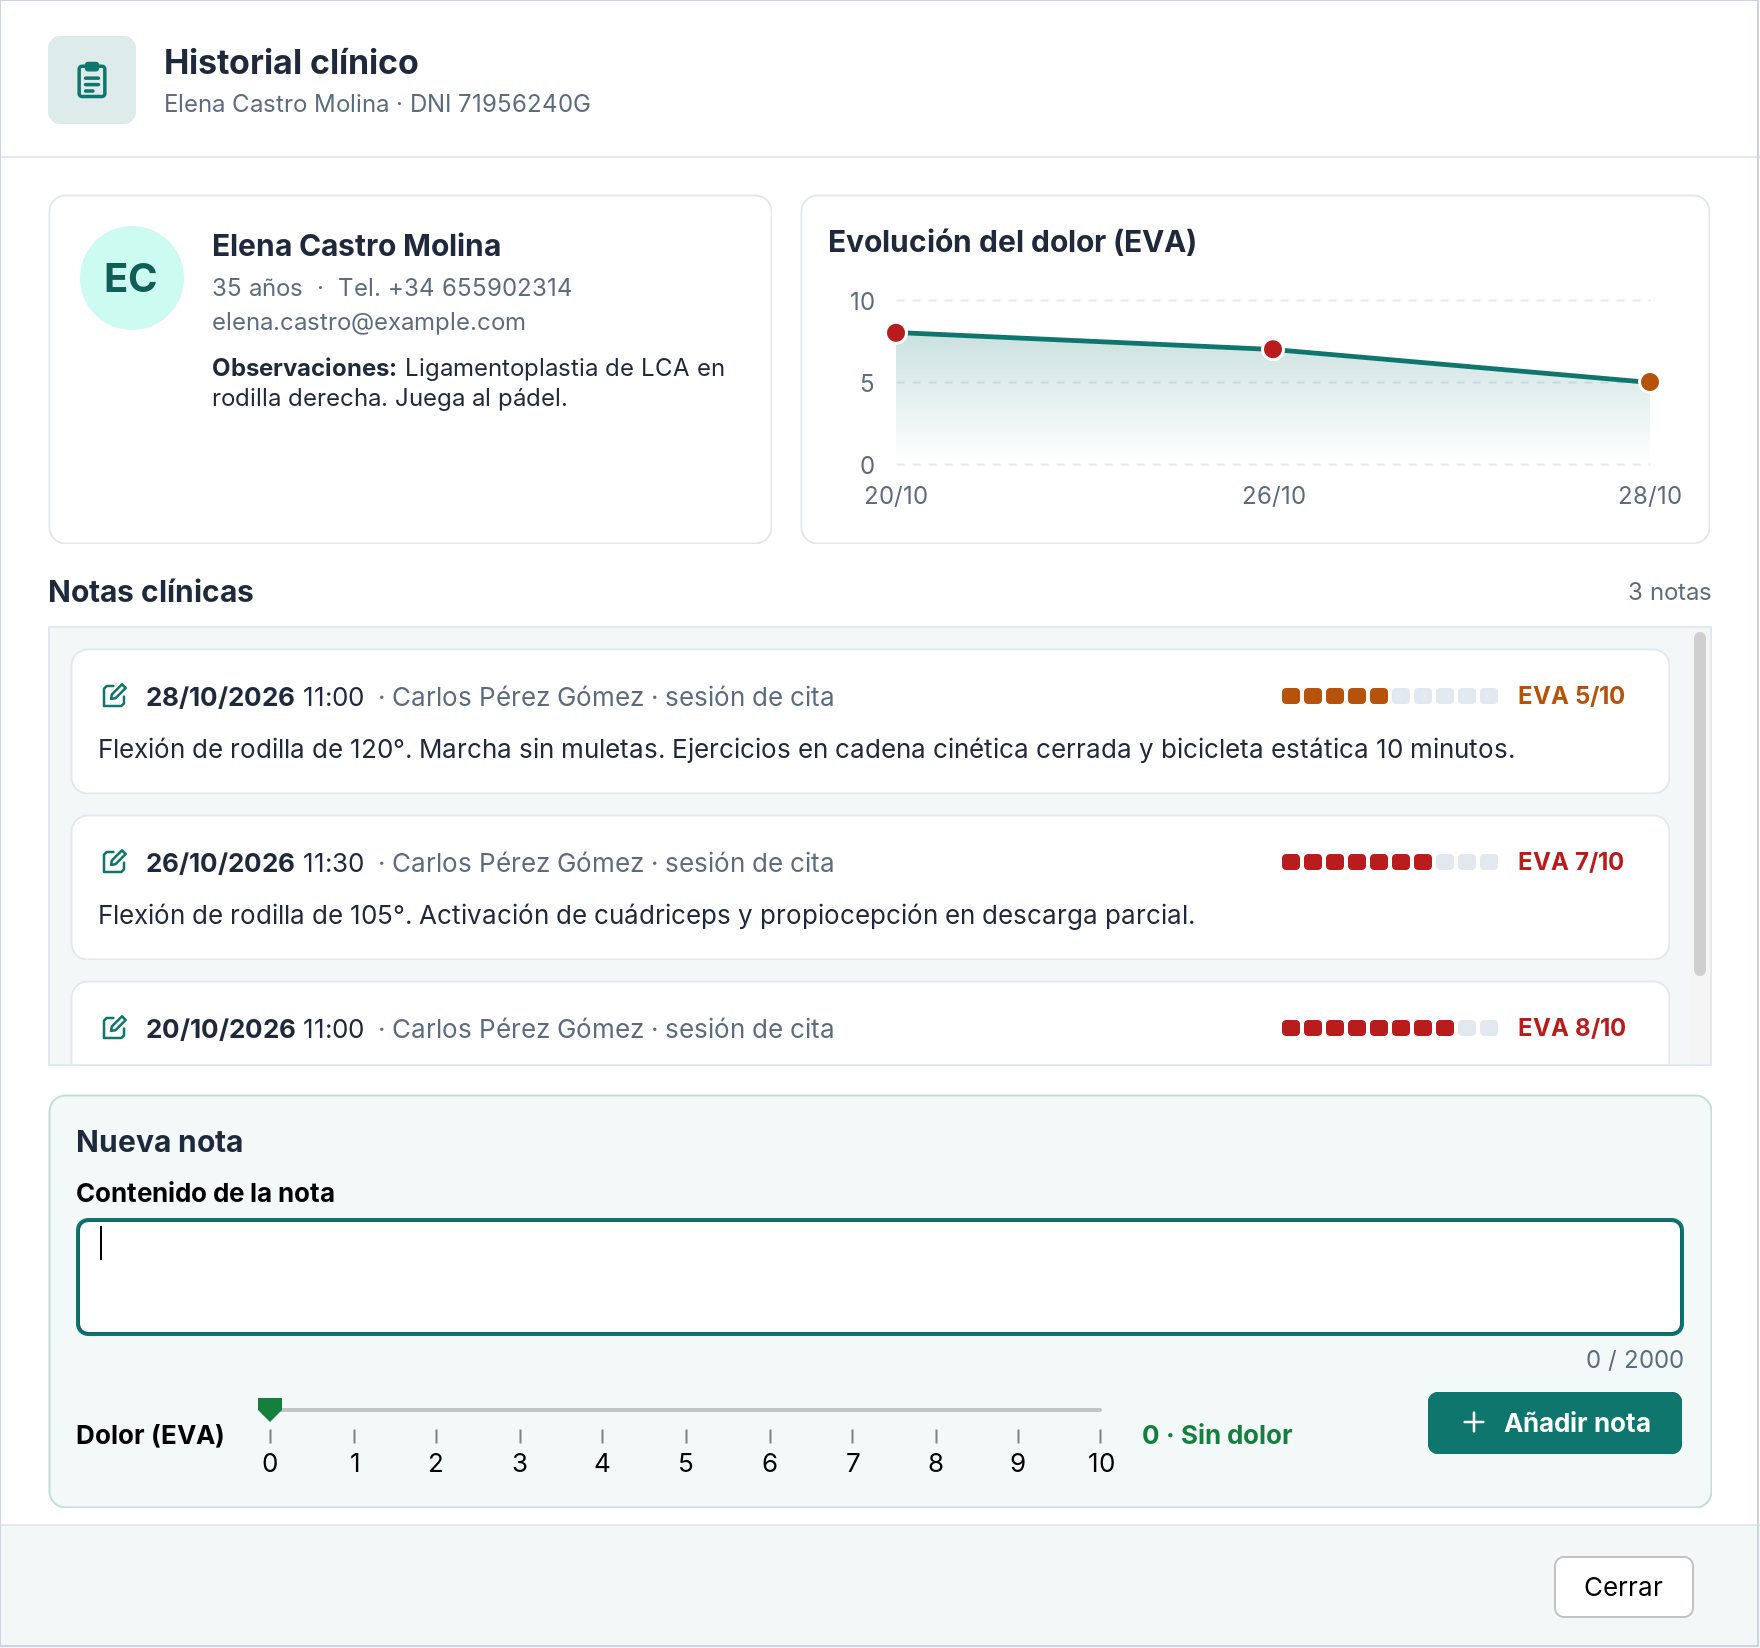 Historial clínico
Elena Castro Molina · DNI 71956240G
EC
Elena Castro Molina
35 años · Tel. +34 655902314
elena.castro@example.com
Observaciones: Ligamentoplastia de LCA en
rodilla derecha. Juega al pádel.
Evolución del dolor (EVA)
10
5
0
20/10 26/10 28/10
Notas clínicas
3 notas
28/10/2026 11:00 · Carlos Pérez Gómez · sesión de cita EVA 5/10
Flexión de rodilla de 120°. Marcha sin muletas. Ejercicios en cadena cinética cerrada y bicicleta estática 10 minutos.
26/10/2026 11:30 · Carlos Pérez Gómez · sesión de cita EVA 7/10
Flexión de rodilla de 105°. Activación de cuádriceps y propiocepción en descarga parcial.
20/10/2026 11:00 · Carlos Pérez Gómez · sesión de cita EVA 8/10
Nueva nota
Contenido de la nota
0 / 2000
Dolor (EVA)
0 1 2 3 4 5 6 7 8 9 10
0 · Sin dolor
Añadir nota
Cerrar